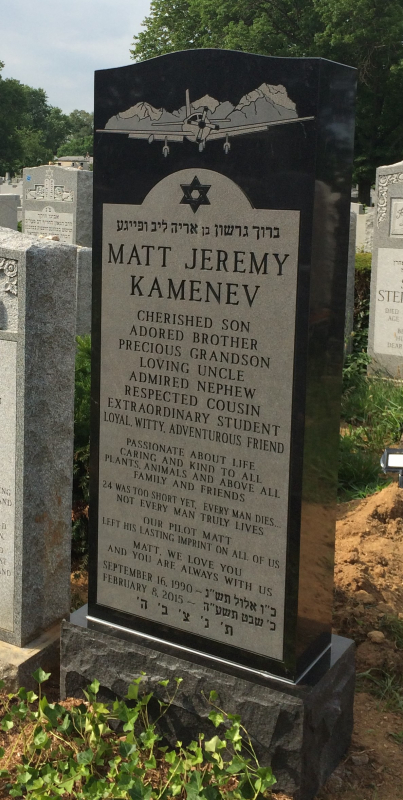 ברוך גרשון בן אריה ליב ופייגע
MATT JEREMY
KAMENEV
CHERISHED SON
ADORED BROTHER
PRECIOUS GRANDSON
LOVING UNCLE
ADMIRED NEPHEW
RESPECTED COUSIN
EXTRAORDINARY STUDENT
LOYAL, WITTY, ADVENTUROUS FRIEND
PASSIONATE ABOUT LIFE
CARING AND KIND TO ALL
PLANTS, ANIMALS, AND ABOVE ALL
FAMILY AND FRIENDS
24 WAS TOO SHORT YET, EVERY MAN DIES...
NOT EVERY MAN TRULY LIVES
OUR PILOT MATT
LEFT HIS LASTING IMPRINT ON ALL OF US
MATT, WE LOVE YOU
AND YOU ARE ALWAYS WITH US
SEPTEMBER 16, 1990 ~ כ"ו אלול תש"נ
FEBRUARY 8, 2015 ~ כ' שבט תשע"ה
ת' נ' צ' ב' ה'